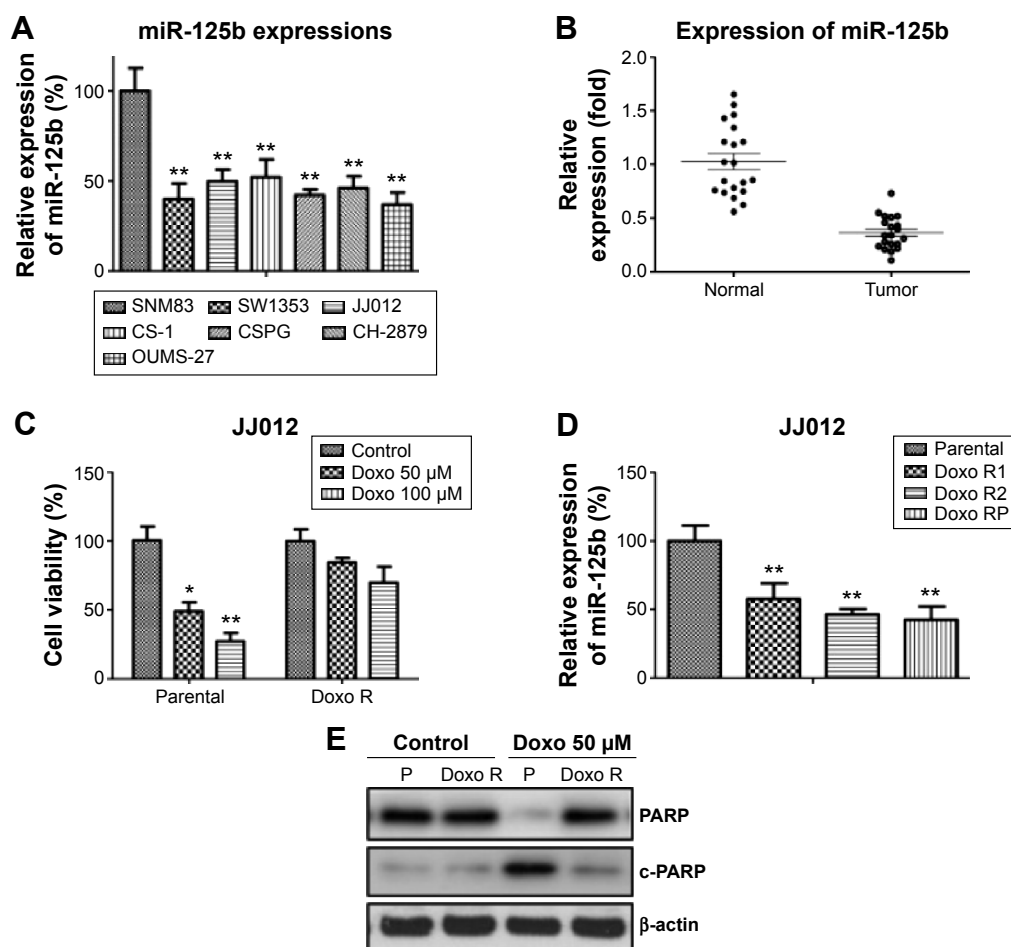 A
miR-125b expressions
Relative expression
of miR-125b (%)
100
50
0
**
**
**
**
**
**
SNM83
SW1353
JJ012
CS-1
CSPG
CH-2879
OUMS-27
B
Expression of miR-125b
Relative
expression (fold)
2.0
1.5
1.0
0.5
0.0
Normal
Tumor
C
JJ012
Control
Doxo 50 µM
Doxo 100 µM
Cell viability (%)
150
100
50
0
*
**
Parental
Doxo R
D
JJ012
Parental
Doxo R1
Doxo R2
Doxo RP
Relative expression
of miR-125b (%)
150
100
50
0
**
**
**
E
Control
Doxo 50 µM
P
Doxo R
P
Doxo R
PARP
c-PARP
β-actin